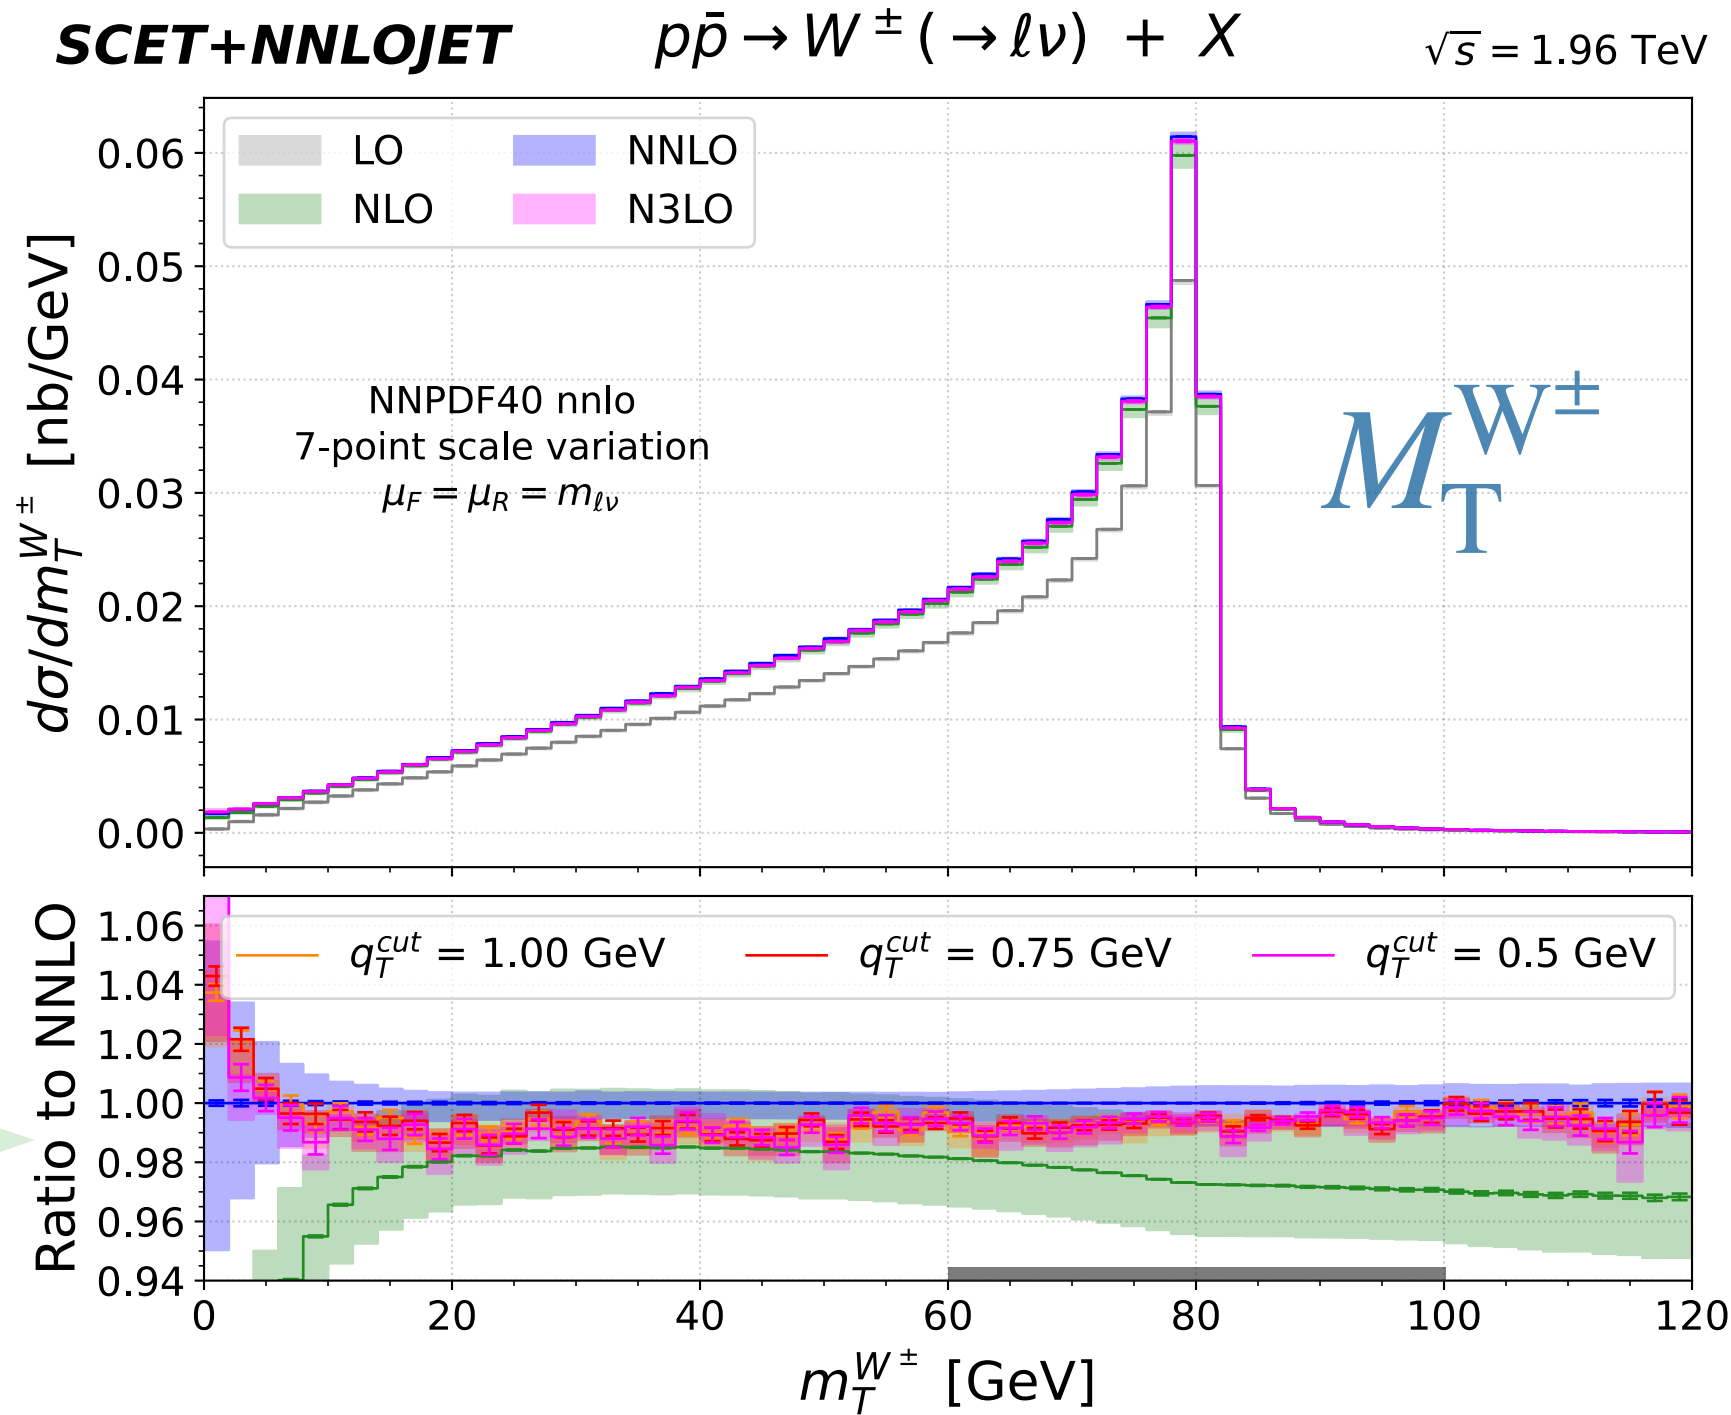 SCET+NNLOJET
pp̄ → W ± ( → ℓν) + X
√s = 1.96 TeV
LO
NLO
NNLO
N3LO
NNPDF40 nnlo
7-point scale variation
μF = μR = mℓν
M_T^W±
dσ/dm_T^W± [nb/GeV]
0.06
0.05
0.04
0.03
0.02
0.01
0.00
q_T^cut = 1.00 GeV
q_T^cut = 0.75 GeV
q_T^cut = 0.5 GeV
Ratio to NNLO
1.06
1.04
1.02
1.00
0.98
0.96
0.94
0 20 40 60 80 100 120
m_T^W± [GeV]